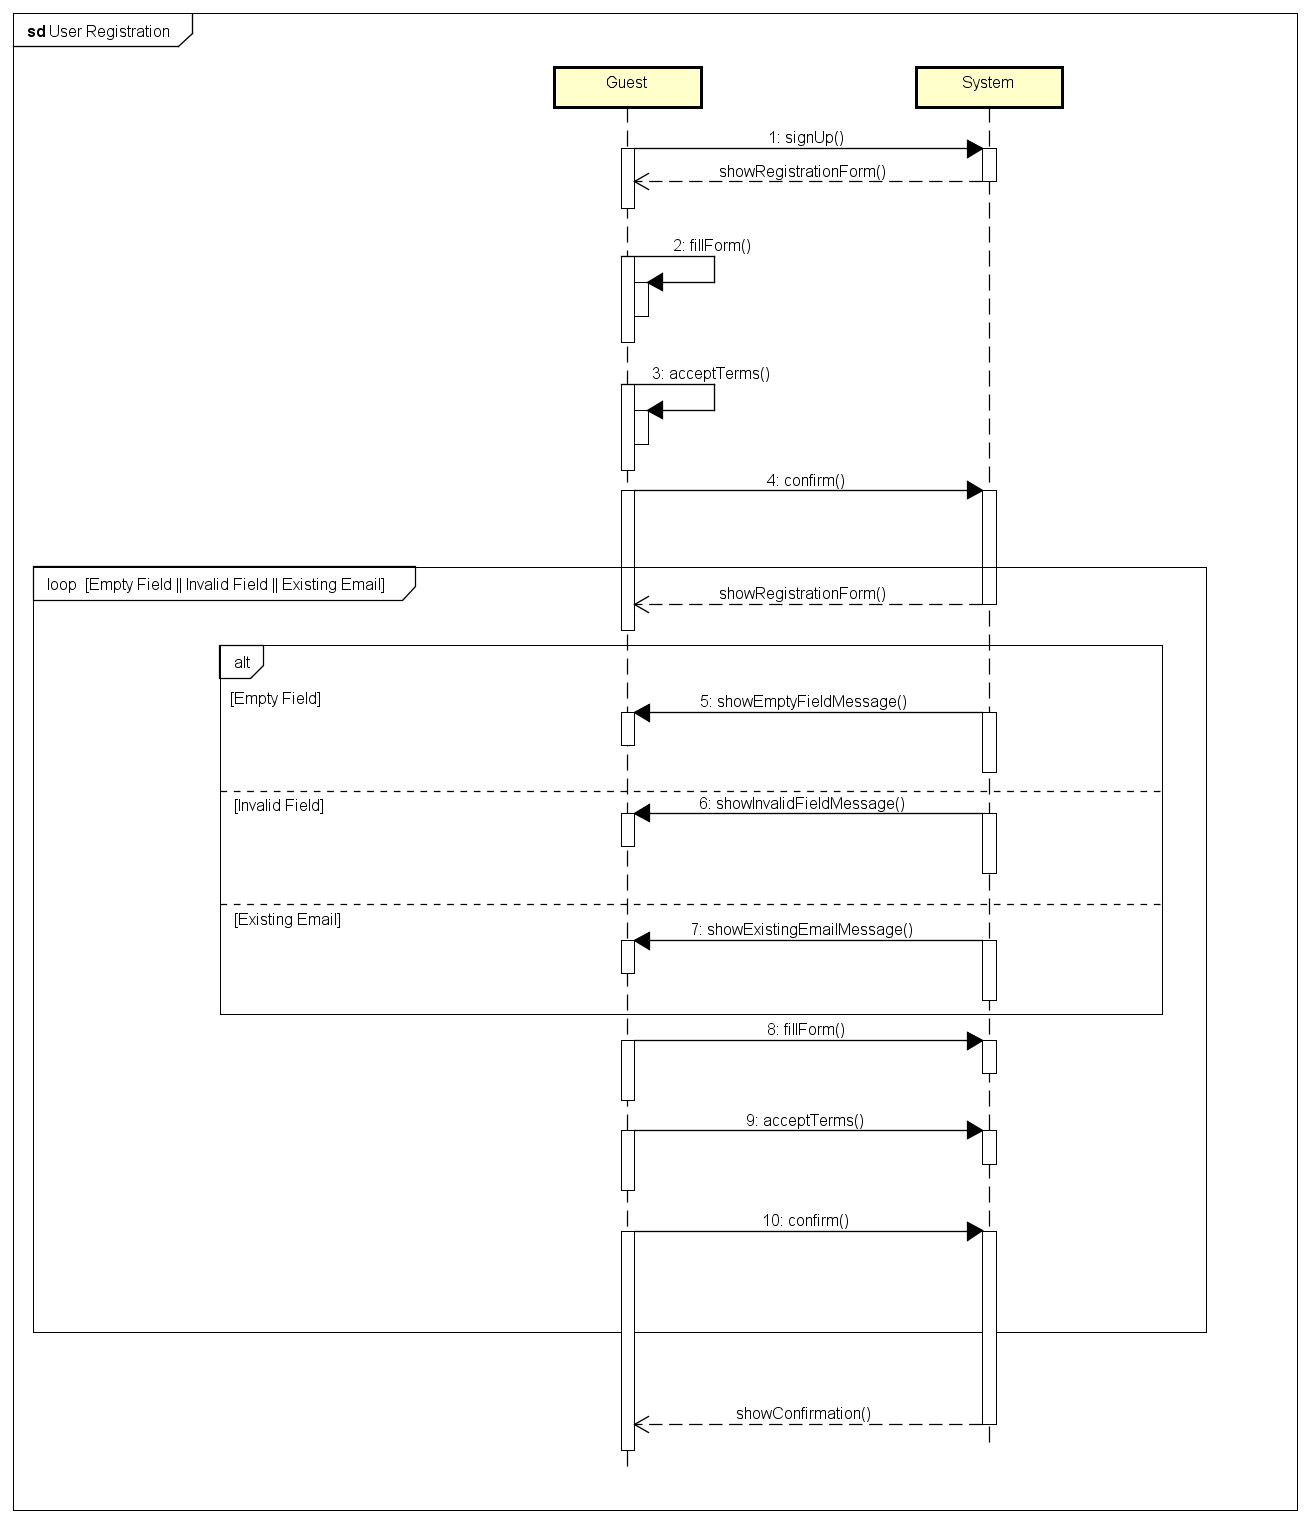 sd User Registration
Guest
System
1: signUp()
showRegistrationForm()
2: fillForm()
3: acceptTerms()
4: confirm()
loop [Empty Field || Invalid Field || Existing Email]
showRegistrationForm()
alt
[Empty Field]
5: showEmptyFieldMessage()
[Invalid Field]
6: showInvalidFieldMessage()
[Existing Email]
7: showExistingEmailMessage()
8: fillForm()
9: acceptTerms()
10: confirm()
showConfirmation()